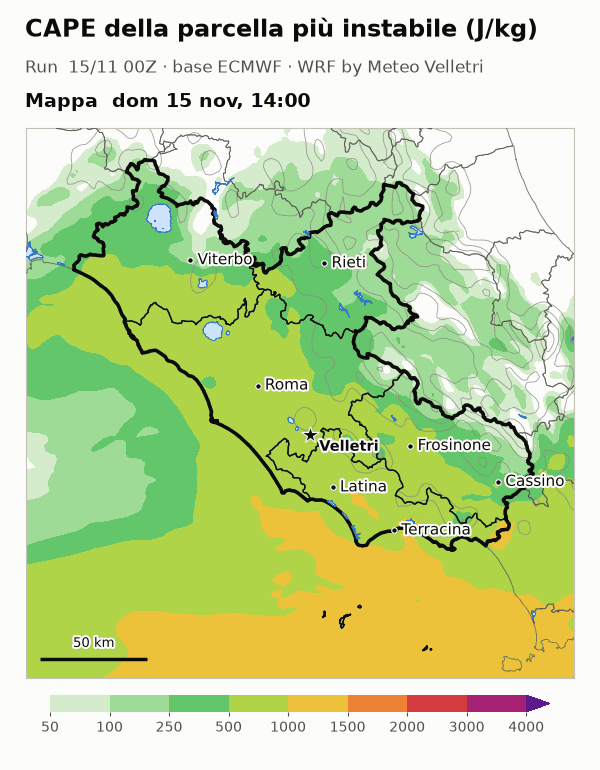 CAPE della parcella più instabile (J/kg)
Run  15/11 00Z · base ECMWF · WRF by Meteo Velletri
Mappa  dom 15 nov, 14:00
Viterbo
Rieti
Roma
Velletri
Frosinone
Cassino
Latina
Terracina
50 km
50 100 250 500 1000 1500 2000 3000 4000